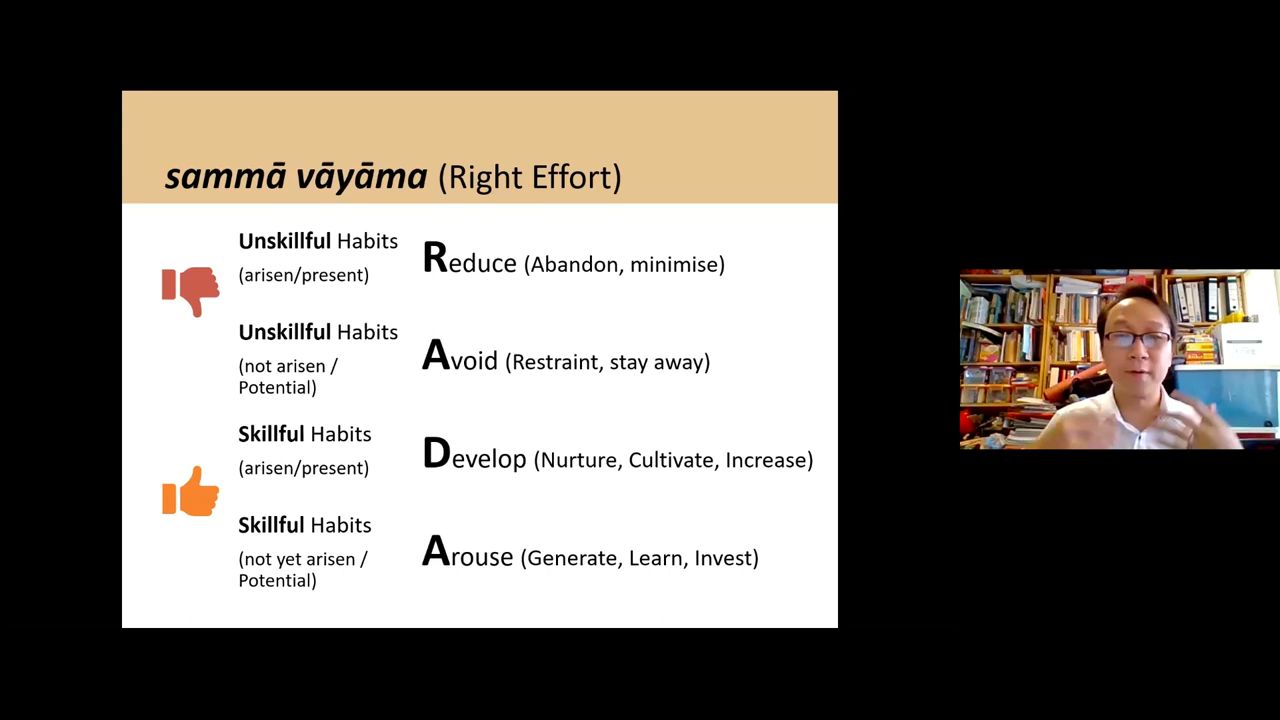 sammā vāyāma (Right Effort)
Unskillful Habits
(arisen/present)
Reduce (Abandon, minimise)
Unskillful Habits
(not arisen /
Potential)
Avoid (Restraint, stay away)
Skillful Habits
(arisen/present)
Develop (Nurture, Cultivate, Increase)
Skillful Habits
(not yet arisen /
Potential)
Arouse (Generate, Learn, Invest)